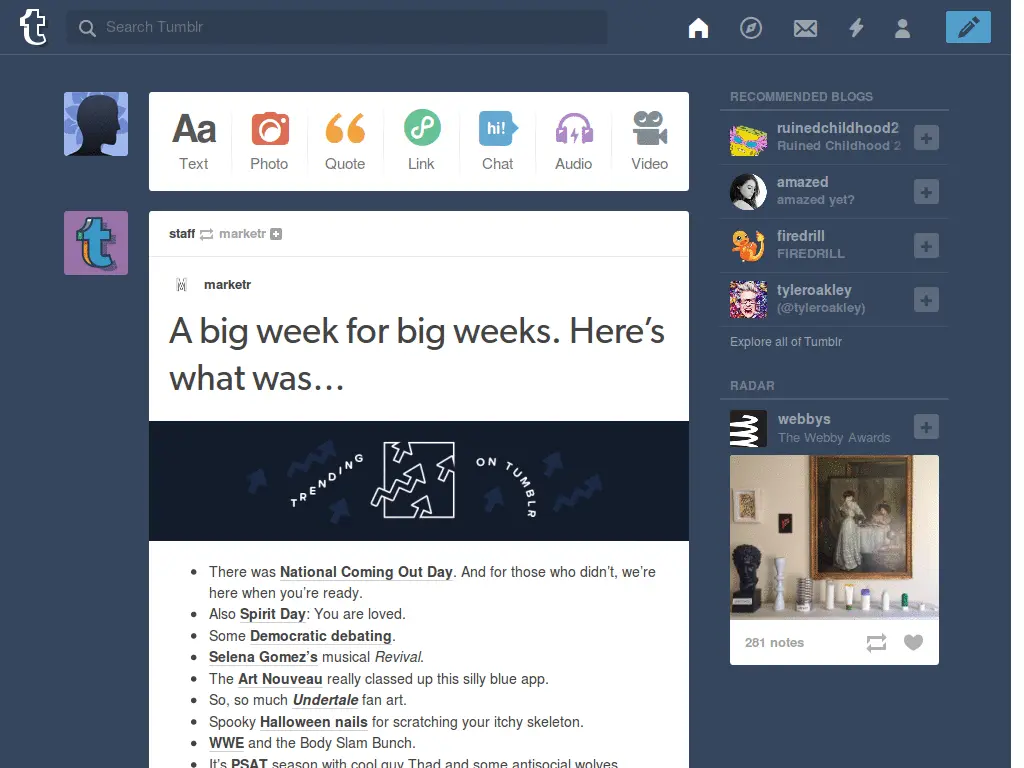 t
Search Tumblr
Aa
Text
Photo
Quote
Link
hi!
Chat
Audio
Video
staff marketr
marketr
A big week for big weeks. Here’s
what was…
TRENDING
ON TUMBLR
• There was National Coming Out Day. And for those who didn’t, we’re
here when you’re ready.
• Also Spirit Day: You are loved.
• Some Democratic debating.
• Selena Gomez’s musical Revival.
• The Art Nouveau really classed up this silly blue app.
• So, so much Undertale fan art.
• Spooky Halloween nails for scratching your itchy skeleton.
• WWE and the Body Slam Bunch.
• It’s PSAT season with cool guy Thad and some antisocial wolves.
RECOMMENDED BLOGS
ruinedchildhood2
Ruined Childhood 2
amazed
amazed yet?
firedrill
FIREDRILL
tyleroakley
(@tyleroakley)
Explore all of Tumblr
RADAR
webbys
The Webby Awards
281 notes